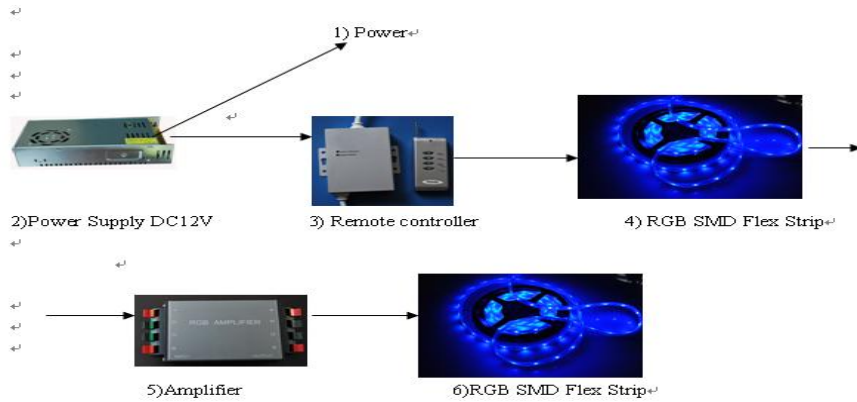 1) Power
2)Power Supply DC12V
3) Remote controller
4) RGB SMD Flex Strip
RGB AMPLIFIER
5)Amplifier
6)RGB SMD Flex Strip